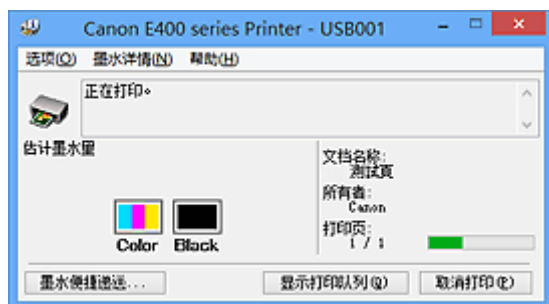 Canon E400 series Printer - USB001
选项(O) 墨水详情(N) 帮助(H)
正在打印。
估计墨水量
文档名称:
测试页
所有者:
Canon
打印页:
1 / 1
Color Black
墨水便捷递送... 显示打印队列(Q) 取消打印(P)